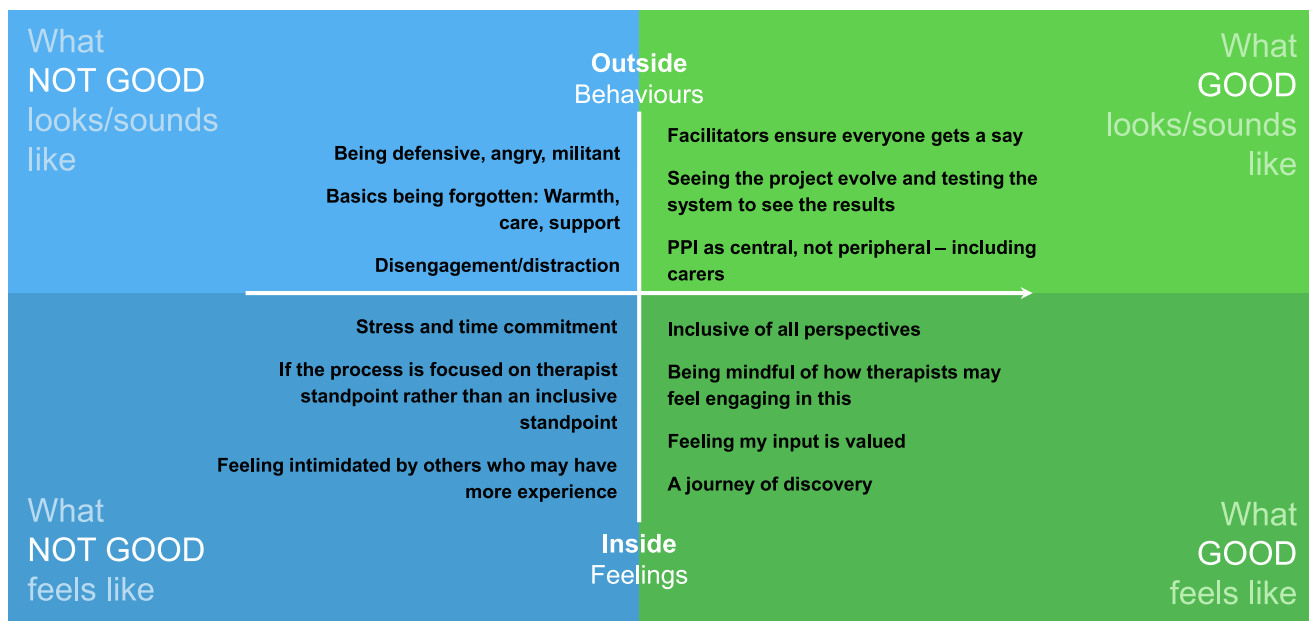 What
NOT GOOD
looks/sounds
like
Outside
Behaviours
What
GOOD
looks/sounds
like
Being defensive, angry, militant
Basics being forgotten: Warmth,
care, support
Disengagement/distraction
Facilitators ensure everyone gets a say
Seeing the project evolve and testing the
system to see the results
PPI as central, not peripheral – including
carers
Stress and time commitment
If the process is focused on therapist
standpoint rather than an inclusive
standpoint
Feeling intimidated by others who may have
more experience
Inclusive of all perspectives
Being mindful of how therapists may
feel engaging in this
Feeling my input is valued
A journey of discovery
What
NOT GOOD
feels like
Inside
Feelings
What
GOOD
feels like